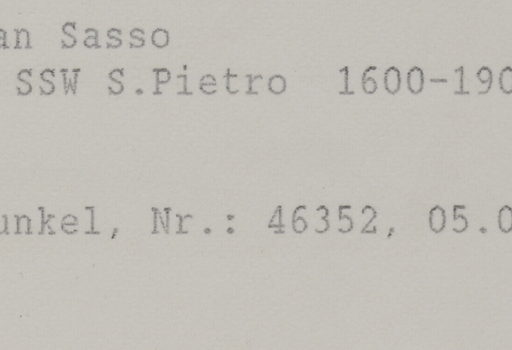 an Sasso
SSW S.Pietro 1600-190
unkel, Nr.: 46352, 05.0